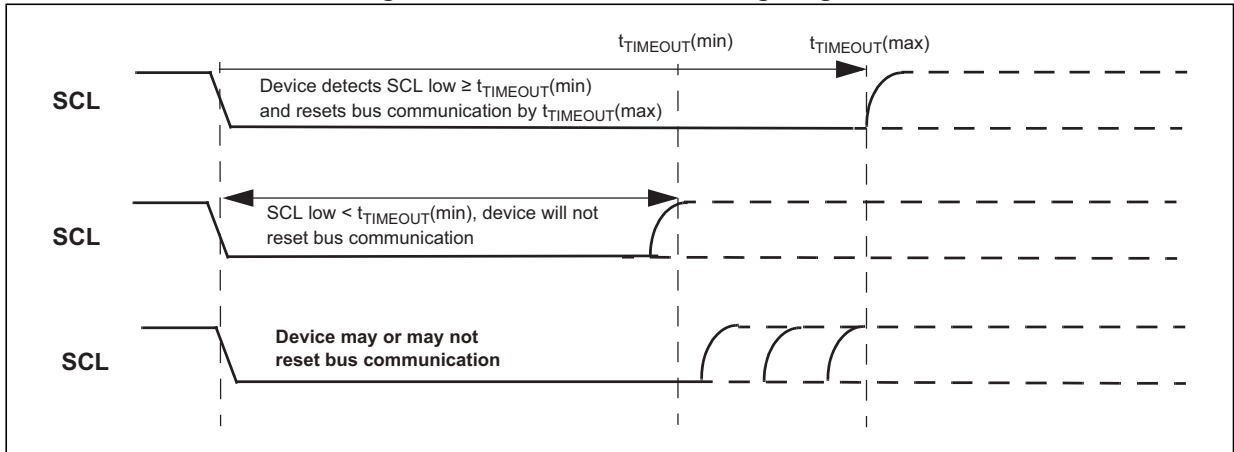 tTIMEOUT(min)
tTIMEOUT(max)
SCL
Device detects SCL low ≥ tTIMEOUT(min)
and resets bus communication by tTIMEOUT(max)
SCL
SCL low < tTIMEOUT(min), device will not
reset bus communication
SCL
Device may or may not
reset bus communication